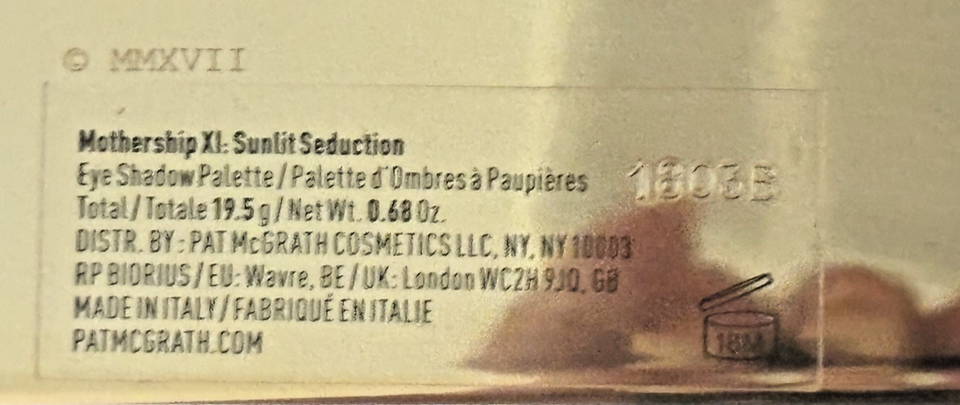 © MMXVII
Mothership XI: Sunlit Seduction
Eye Shadow Palette / Palette d'Ombres à Paupières
1803B
Total / Totale 19.5 g / Net Wt. 0.68 Oz.
DISTR. BY : PAT McGRATH COSMETICS LLC, NY, NY 10003
RP BIORIUS / EU: Wavre, BE / UK: London WC2H 9JQ, GB
MADE IN ITALY / FABRIQUÉ EN ITALIE
18M
PATMCGRATH.COM